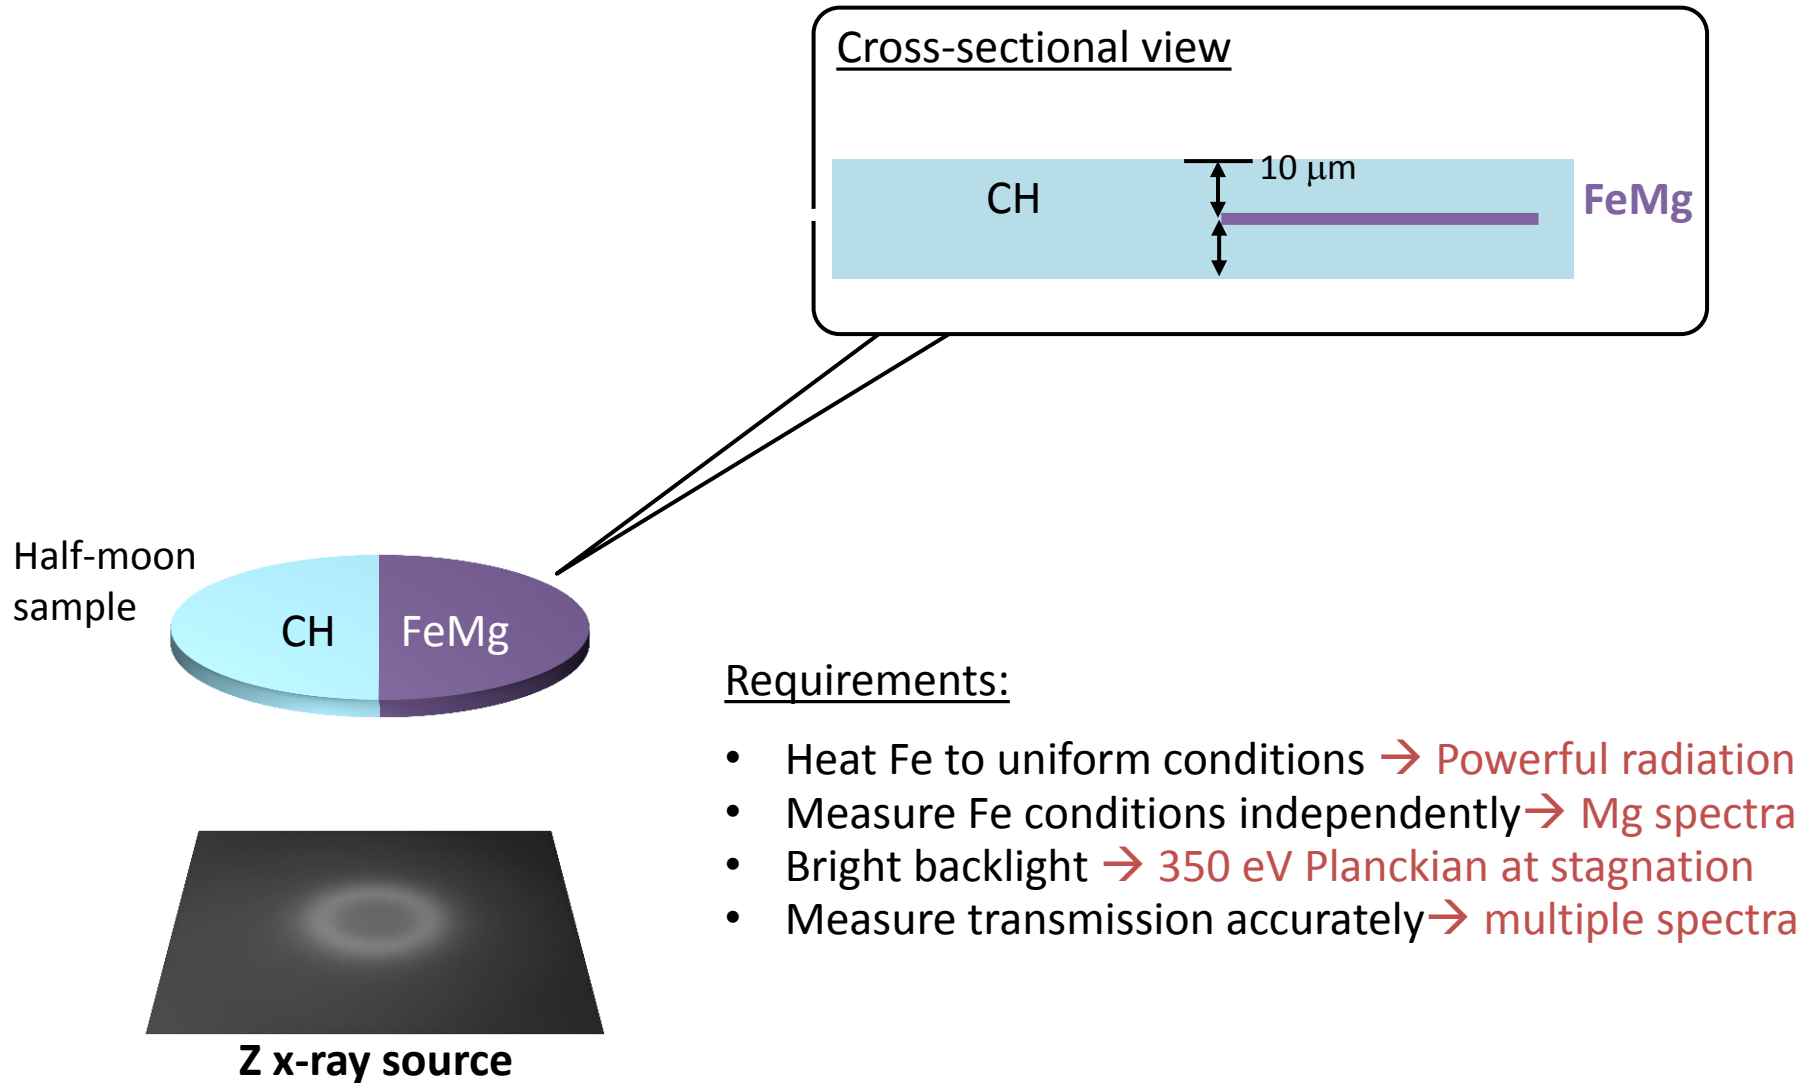 Cross-sectional view
10 μm
CH
FeMg
Half-moon
sample
CH
FeMg
Requirements:
• Heat Fe to uniform conditions → Powerful radiation
• Measure Fe conditions independently→ Mg spectra
• Bright backlight → 350 eV Planckian at stagnation
• Measure transmission accurately→ multiple spectra
Z x-ray source